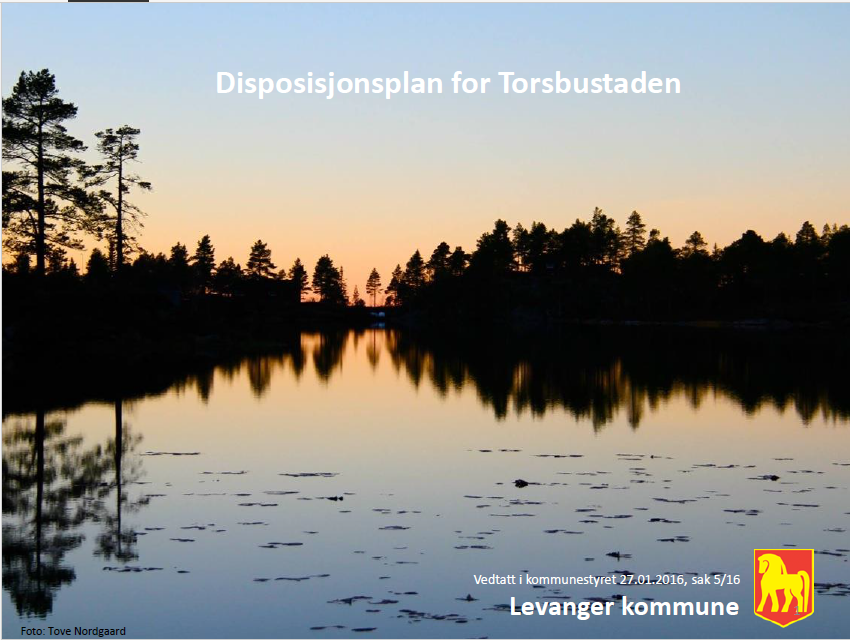 Disposisjonsplan for Torsbustaden
Vedtatt i kommunestyret 27.01.2016, sak 5/16
Levanger kommune
Foto: Tove Nordgaard